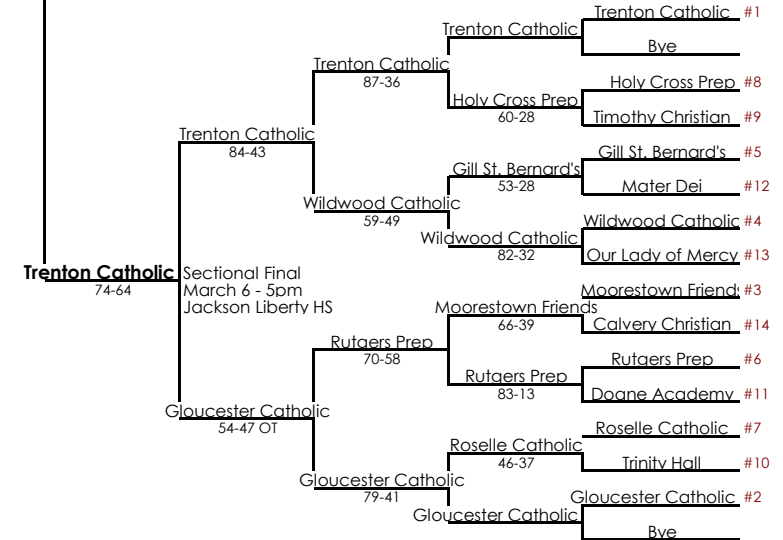 Trenton Catholic #1
Trenton Catholic
Bye
Trenton Catholic
87-36
Holy Cross Prep #8
Holy Cross Prep
60-28
Timothy Christian #9
Trenton Catholic
84-43
Gill St. Bernard's #5
Gill St. Bernard's
53-28
Mater Dei #12
Wildwood Catholic
59-49
Wildwood Catholic #4
Wildwood Catholic
82-32
Our Lady of Mercy #13
Trenton Catholic
74-64
Sectional Final
March 6 - 5pm
Jackson Liberty HS
Moorestown Friends #3
Moorestown Friends
66-39
Calvery Christian #14
Rutgers Prep
70-58
Rutgers Prep #6
Rutgers Prep
83-13
Doane Academy #11
Gloucester Catholic
54-47 OT
Roselle Catholic #7
Roselle Catholic
46-37
Trinity Hall #10
Gloucester Catholic
79-41
Gloucester Catholic #2
Gloucester Catholic
Bye